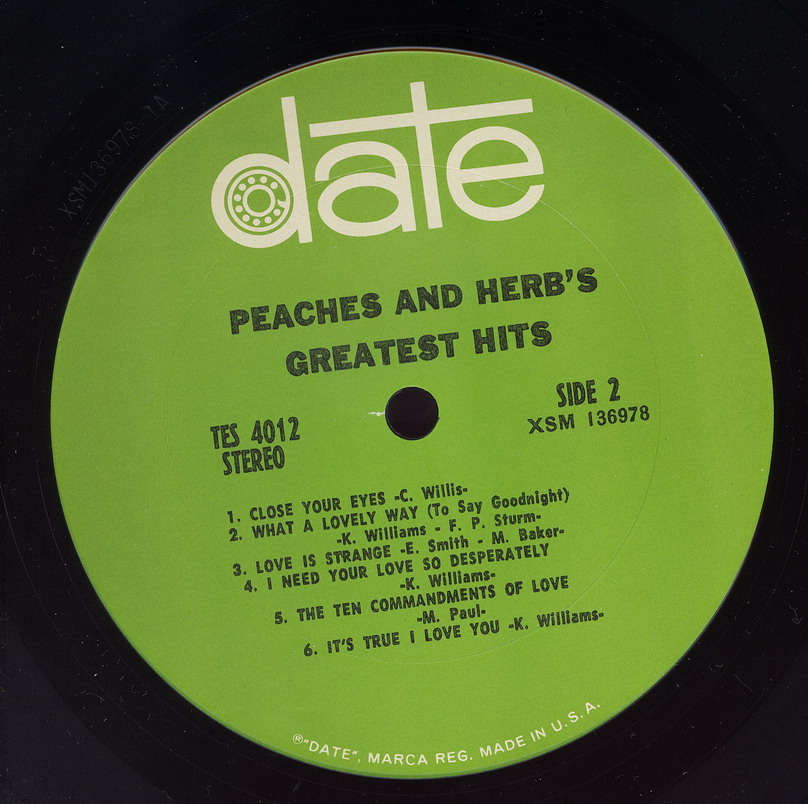 XSM136978 1A
date
PEACHES AND HERB'S
GREATEST HITS
SIDE 2
XSM 136978
TES 4012
STEREO
1. CLOSE YOUR EYES -C. Willis-
2. WHAT A LOVELY WAY (To Say Goodnight)
-K. Williams - F. P. Sturm-
3. LOVE IS STRANGE -E. Smith - M. Baker-
4. I NEED YOUR LOVE SO DESPERATELY
-K. Williams-
5. THE TEN COMMANDMENTS OF LOVE
-M. Paul-
6. IT'S TRUE I LOVE YOU -K. Williams-
®"DATE", MARCA REG. MADE IN U.S.A.